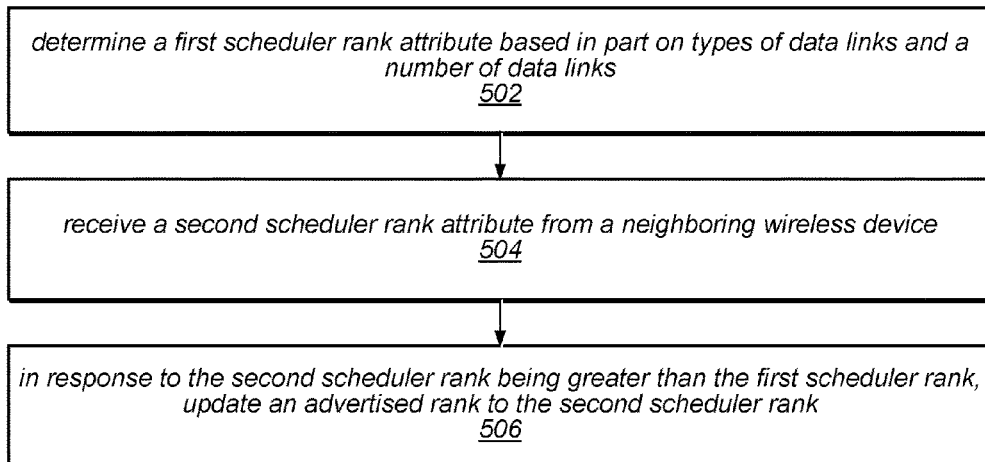 determine a first scheduler rank attribute based in part on types of data links and a
number of data links
502
receive a second scheduler rank attribute from a neighboring wireless device
504
in response to the second scheduler rank being greater than the first scheduler rank,
update an advertised rank to the second scheduler rank
506